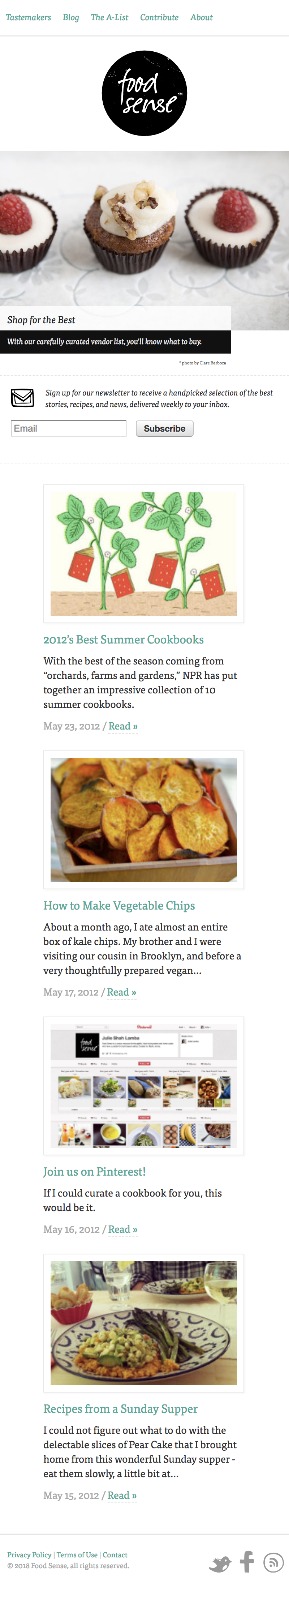 Tastemakers Blog The A-List Contribute About
food
sense
Shop for the Best
With our carefully curated vendor list, you'll know what to buy.
Sign up for our newsletter to receive a handpicked selection of the best
stories, recipes, and news, delivered weekly to your inbox.
Email Subscribe
2012's Best Summer Cookbooks
With the best of the season coming from
“orchards, farms and gardens,” NPR has put
together an impressive collection of 10
summer cookbooks.
May 23, 2012 / Read »
How to Make Vegetable Chips
About a month ago, I ate almost an entire
box of kale chips. My brother and I were
visiting our cousin in Brooklyn, and before a
very thoughtfully prepared vegan...
May 17, 2012 / Read »
Pinterest
food
sense
Julie Shah Lamba
Join us on Pinterest!
If I could curate a cookbook for you, this
would be it.
May 16, 2012 / Read »
Recipes from a Sunday Supper
I could not figure out what to do with the
delectable slices of Pear Cake that I brought
home from this wonderful Sunday supper -
eat them slowly, a little bit at...
May 15, 2012 / Read »
Privacy Policy | Terms of Use | Contact
© 2018 Food Sense, all rights reserved.